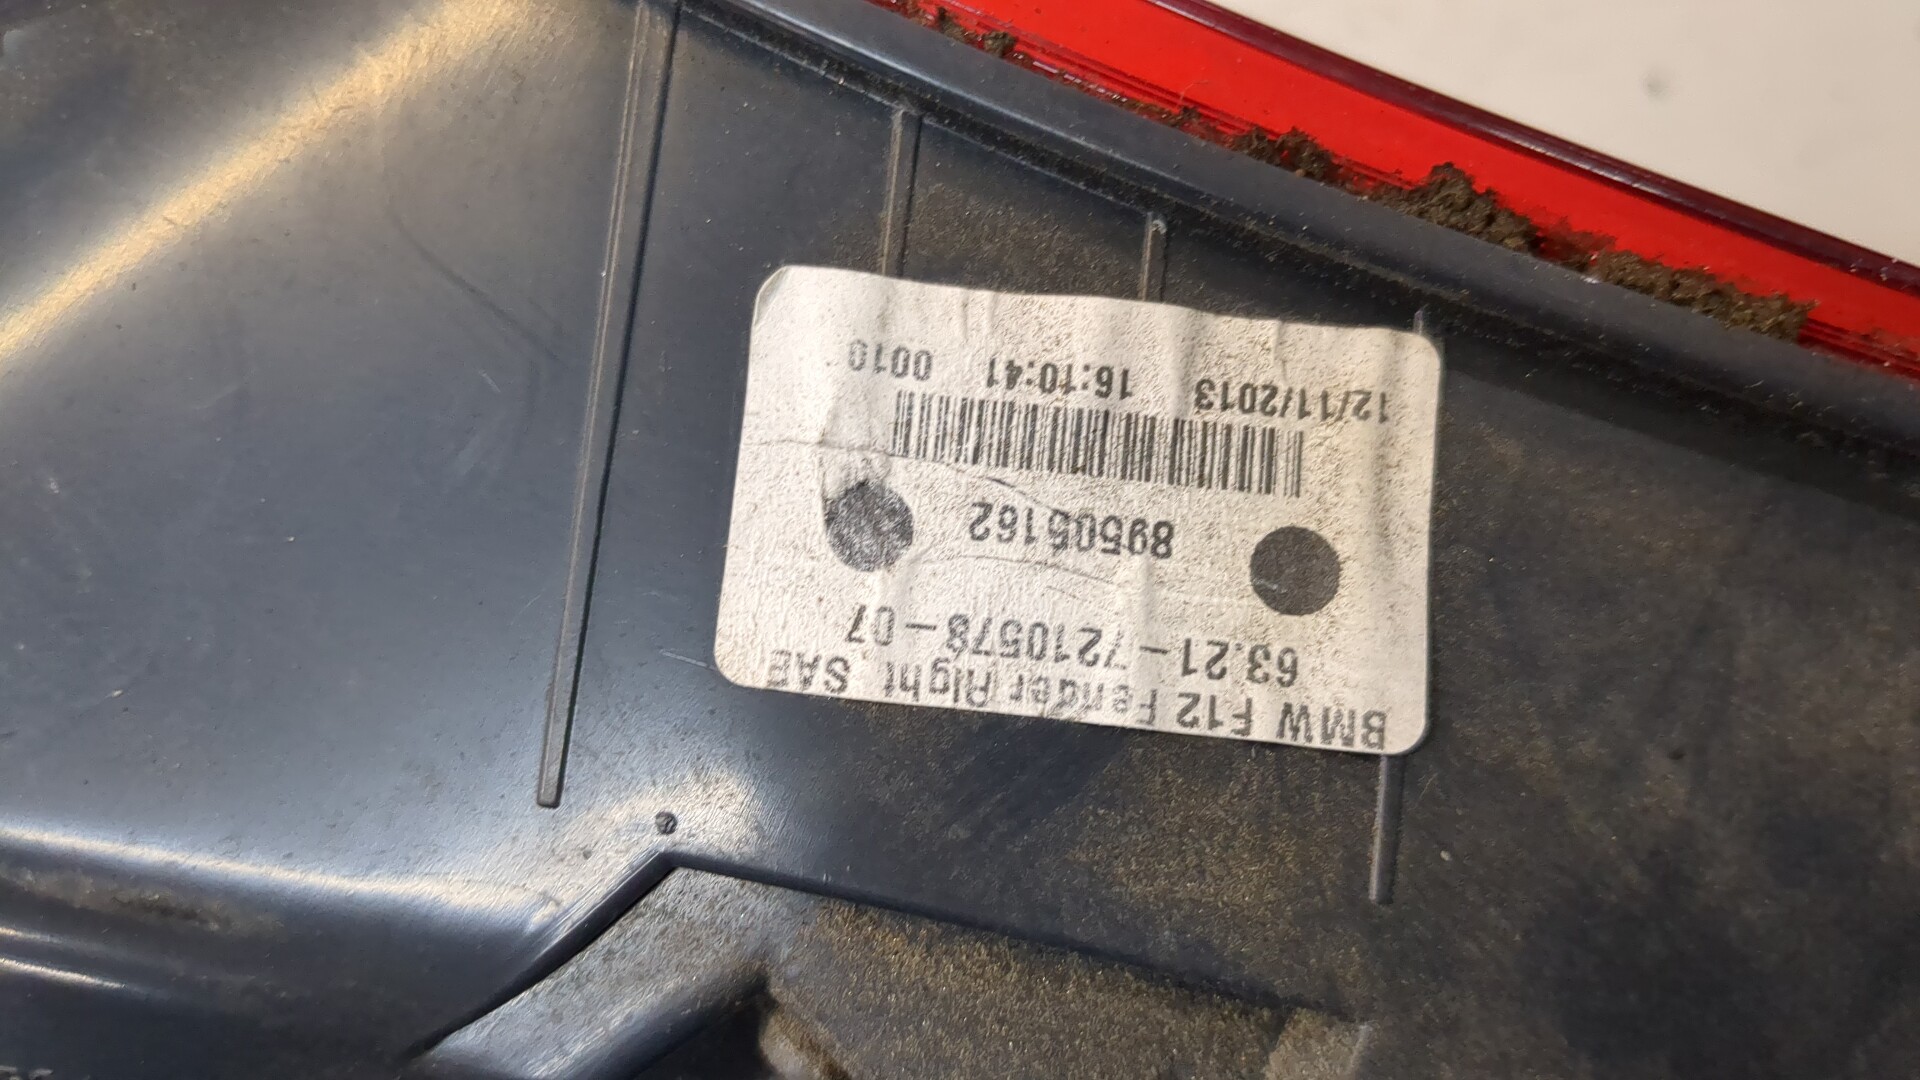 BMW F12 Fender Right SAE
63.21-7210578-07
89505162
12/11/2013 16:10:41 0010